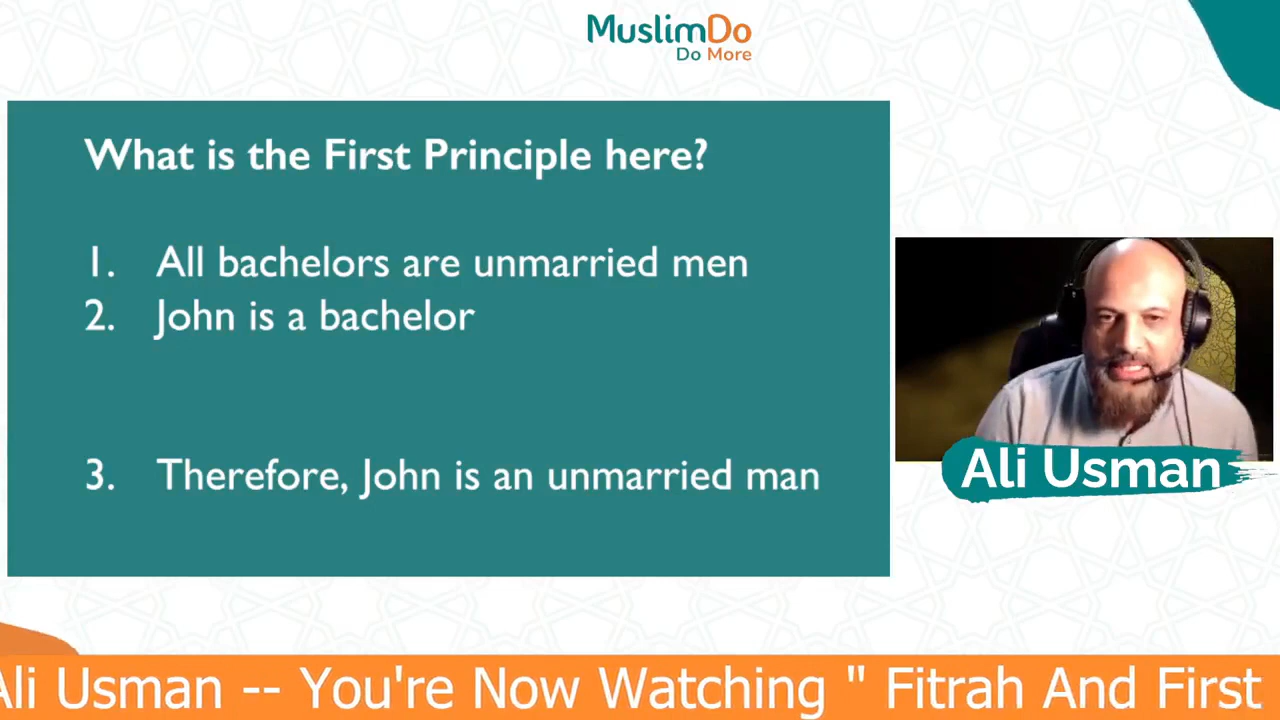 MuslimDo
Do More
What is the First Principle here?
1. All bachelors are unmarried men
2. John is a bachelor
3. Therefore, John is an unmarried man
Ali Usman
Ali Usman -- You're Now Watching " Fitrah And First